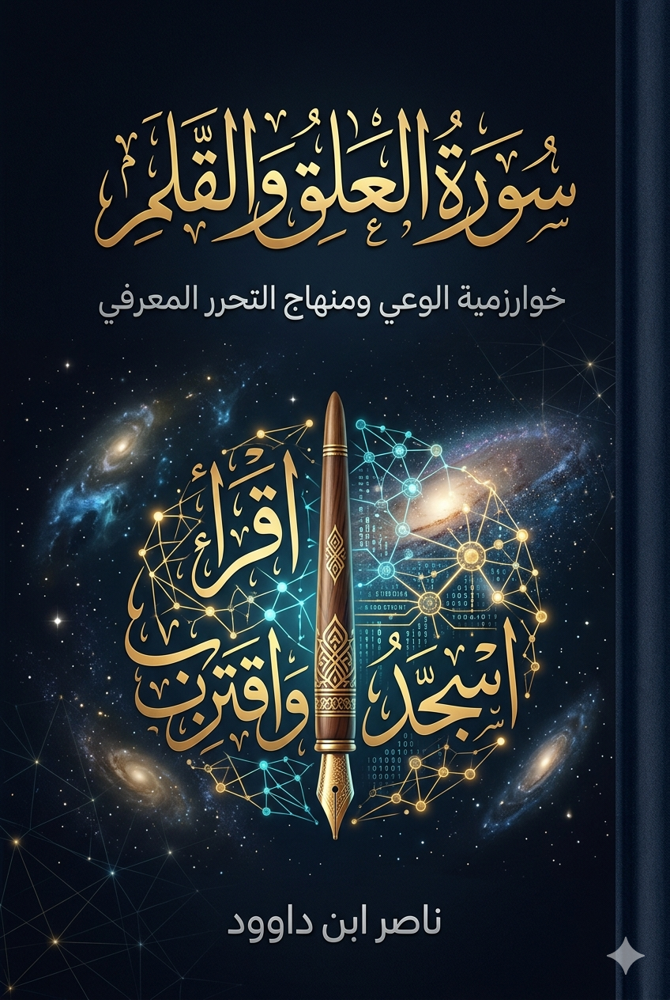 سُورَةُ العَلَقِ وَالقَلَمِ
خوارزمية الوعي ومنهاج التحرر المعرفي
اقْرَأ
اسْجُدْ وَاقْتَرِب
ناصر ابن داوود